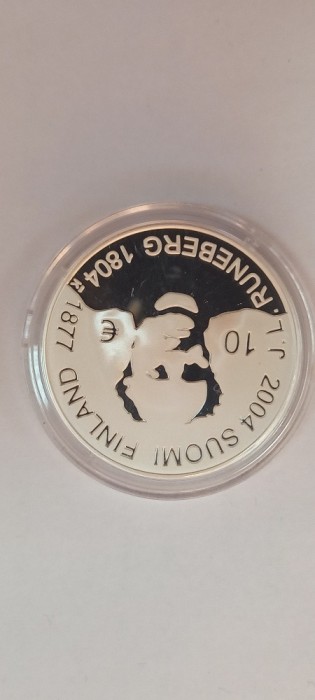 J.L. RUNEBERG 1804 R 1877
10 €
2004 SUOMI FINLAND